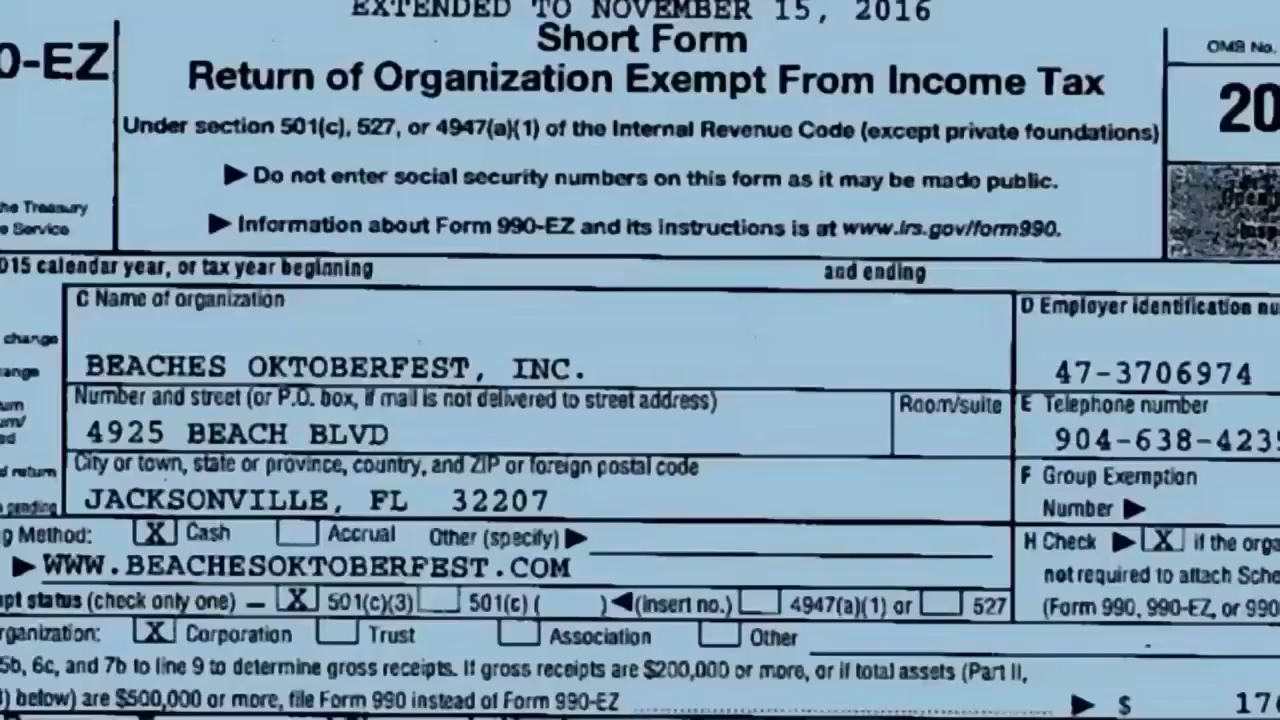 EXTENDED TO NOVEMBER 15, 2016
0-EZ
Short Form
Return of Organization Exempt From Income Tax
OMB No.
20
Under section 501(c), 527, or 4947(a)(1) of the Internal Revenue Code (except private foundations)
▶ Do not enter social security numbers on this form as it may be made public.
he Treasury
e Service
▶ Information about Form 990-EZ and its instructions is at www.irs.gov/form990.
015 calendar year, or tax year beginning and ending
C Name of organization
D Employer identification nu
change
BEACHES OKTOBERFEST, INC.
47-3706974
ange
Number and street (or P.O. box, if mail is not delivered to street address)
Room/suite
E Telephone number
4925 BEACH BLVD
904-638-4235
City or town, state or province, country, and ZIP or foreign postal code
F Group Exemption
Number ▶
d return
pending
JACKSONVILLE, FL 32207
g Method: X Cash Accrual Other (specify) ▶
H Check ▶ X if the orga
▶ WWW.BEACHESOKTOBERFEST.COM
not required to attach Sche
pt status (check only one) — X 501(c)(3) 501(c) ( ) ◀ (insert no.) 4947(a)(1) or 527
(Form 990, 990-EZ, or 990
rganization: X Corporation Trust Association Other
5b, 6c, and 7b to line 9 to determine gross receipts. If gross receipts are $200,000 or more, or if total assets (Part II,
) below) are $500,000 or more, file Form 990 instead of Form 990-EZ ▶ $ 17